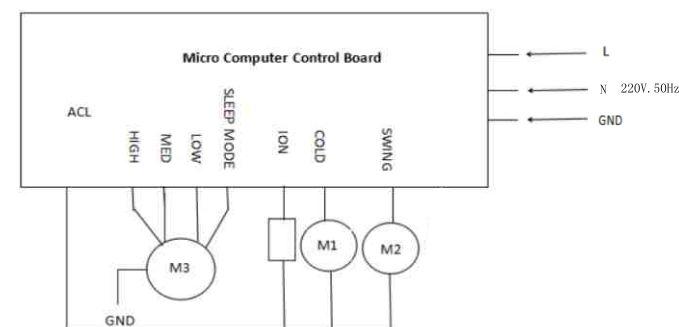 Micro Computer Control Board
L
N 220V.50Hz
GND
ACL
HIGH
MED
LOW
SLEEP MODE
ION
COLD
SWING
M3
M1
M2
GND